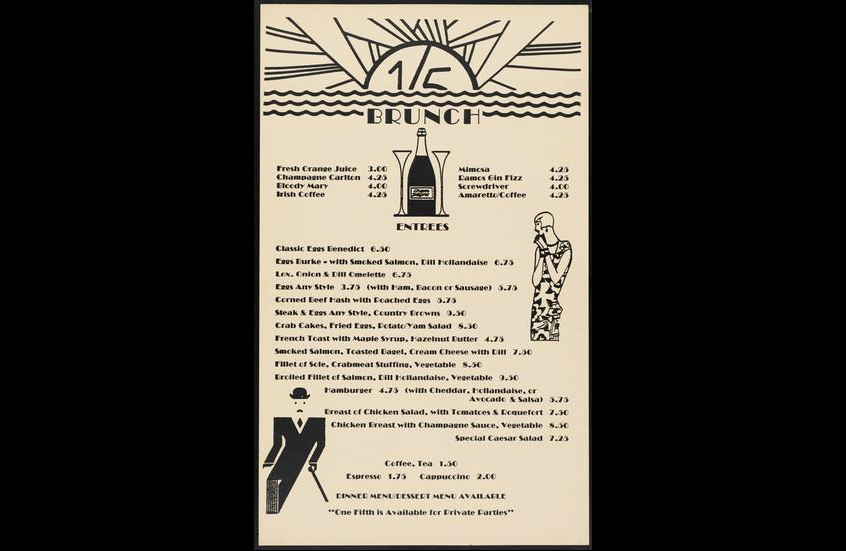 1/5
BRUNCH
Fresh Orange Juice 3.00
Champagne Carlton 4.25
Bloody Mary 4.00
Irish Coffee 4.25
Mimosa 4.25
Ramos Gin Fizz 4.25
Screwdriver 4.00
Amaretto/Coffee 4.25
ENTREES
Classic Eggs Benedict 6.50
Eggs Burke - with Smoked Salmon, Dill Hollandaise 6.75
Lox, Onion & Dill Omelette 6.75
Eggs Any Style 3.75 (with Ham, Bacon or Sausage) 5.75
Corned Beef Hash with Poached Eggs 5.75
Steak & Eggs Any Style, Country Browns 9.50
Crab Cakes, Fried Eggs, Potato/Yam Salad 8.50
French Toast with Maple Syrup, Hazelnut Butter 4.75
Smoked Salmon, Toasted Bagel, Cream Cheese with Dill 7.50
Fillet of Sole, Crabmeat Stuffing, Vegetable 8.50
Broiled Fillet of Salmon, Dill Hollandaise, Vegetable 9.50
Hamburger 4.75 (with Cheddar, Hollandaise, or
Avocado & Salsa) 5.75
Breast of Chicken Salad, with Tomatoes & Roquefort 7.50
Chicken Breast with Champagne Sauce, Vegetable 8.50
Special Caesar Salad 7.25
Coffee, Tea 1.50
Espresso 1.75 Cappuccino 2.00
DINNER MENU/DESSERT MENU AVAILABLE
"One Fifth is Available for Private Parties"